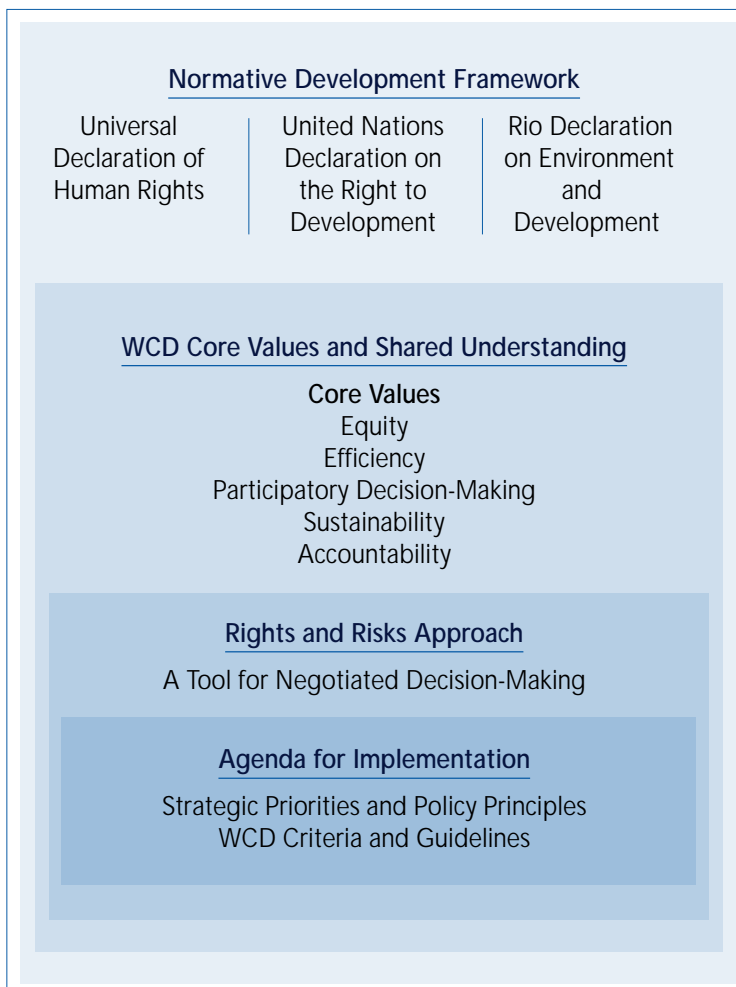 Normative Development Framework
Universal
Declaration of
Human Rights
United Nations
Declaration on
the Right to
Development
Rio Declaration
on Environment
and
Development
WCD Core Values and Shared Understanding
Core Values
Equity
Efficiency
Participatory Decision-Making
Sustainability
Accountability
Rights and Risks Approach
A Tool for Negotiated Decision-Making
Agenda for Implementation
Strategic Priorities and Policy Principles
WCD Criteria and Guidelines